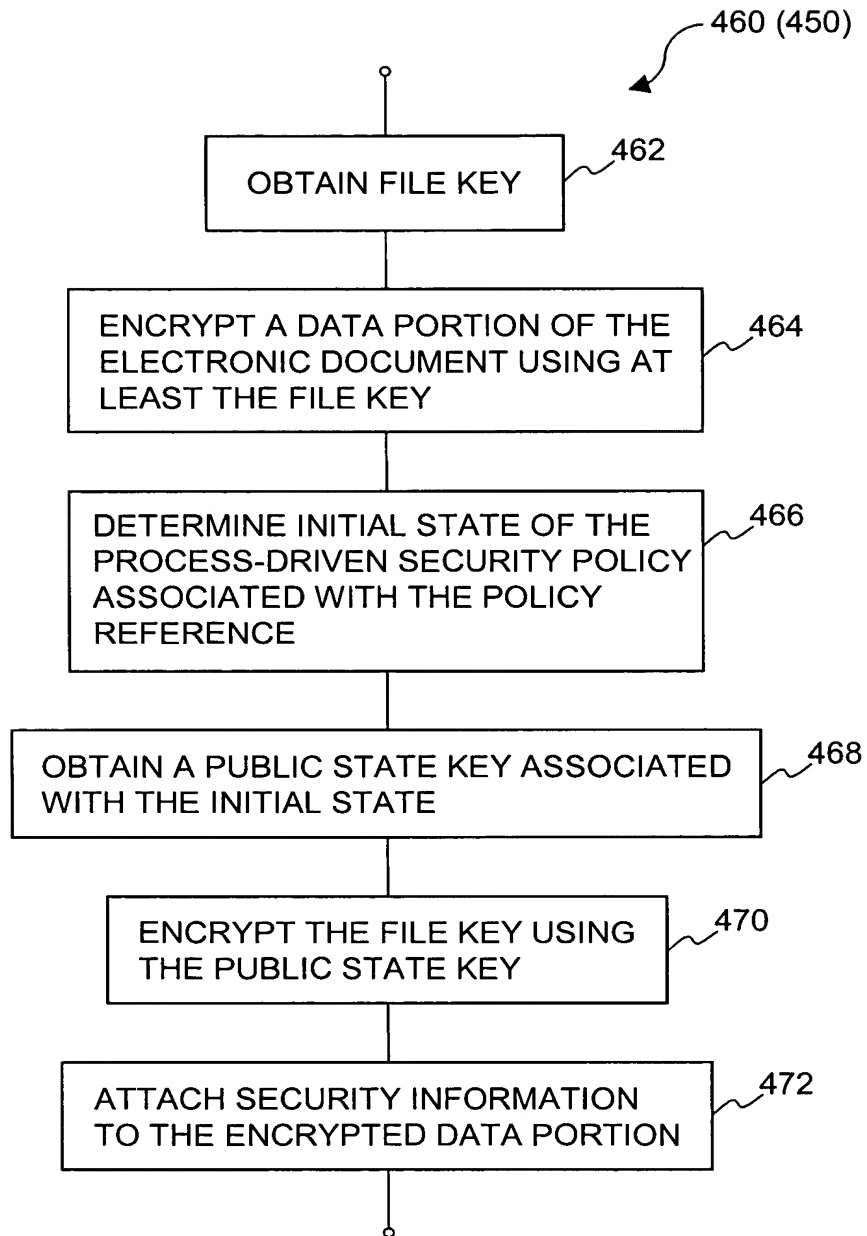 460 (450)
462
OBTAIN FILE KEY
464
ENCRYPT A DATA PORTION OF THE
ELECTRONIC DOCUMENT USING AT
LEAST THE FILE KEY
466
DETERMINE INITIAL STATE OF THE
PROCESS-DRIVEN SECURITY POLICY
ASSOCIATED WITH THE POLICY
REFERENCE
468
OBTAIN A PUBLIC STATE KEY ASSOCIATED
WITH THE INITIAL STATE
470
ENCRYPT THE FILE KEY USING
THE PUBLIC STATE KEY
472
ATTACH SECURITY INFORMATION
TO THE ENCRYPTED DATA PORTION